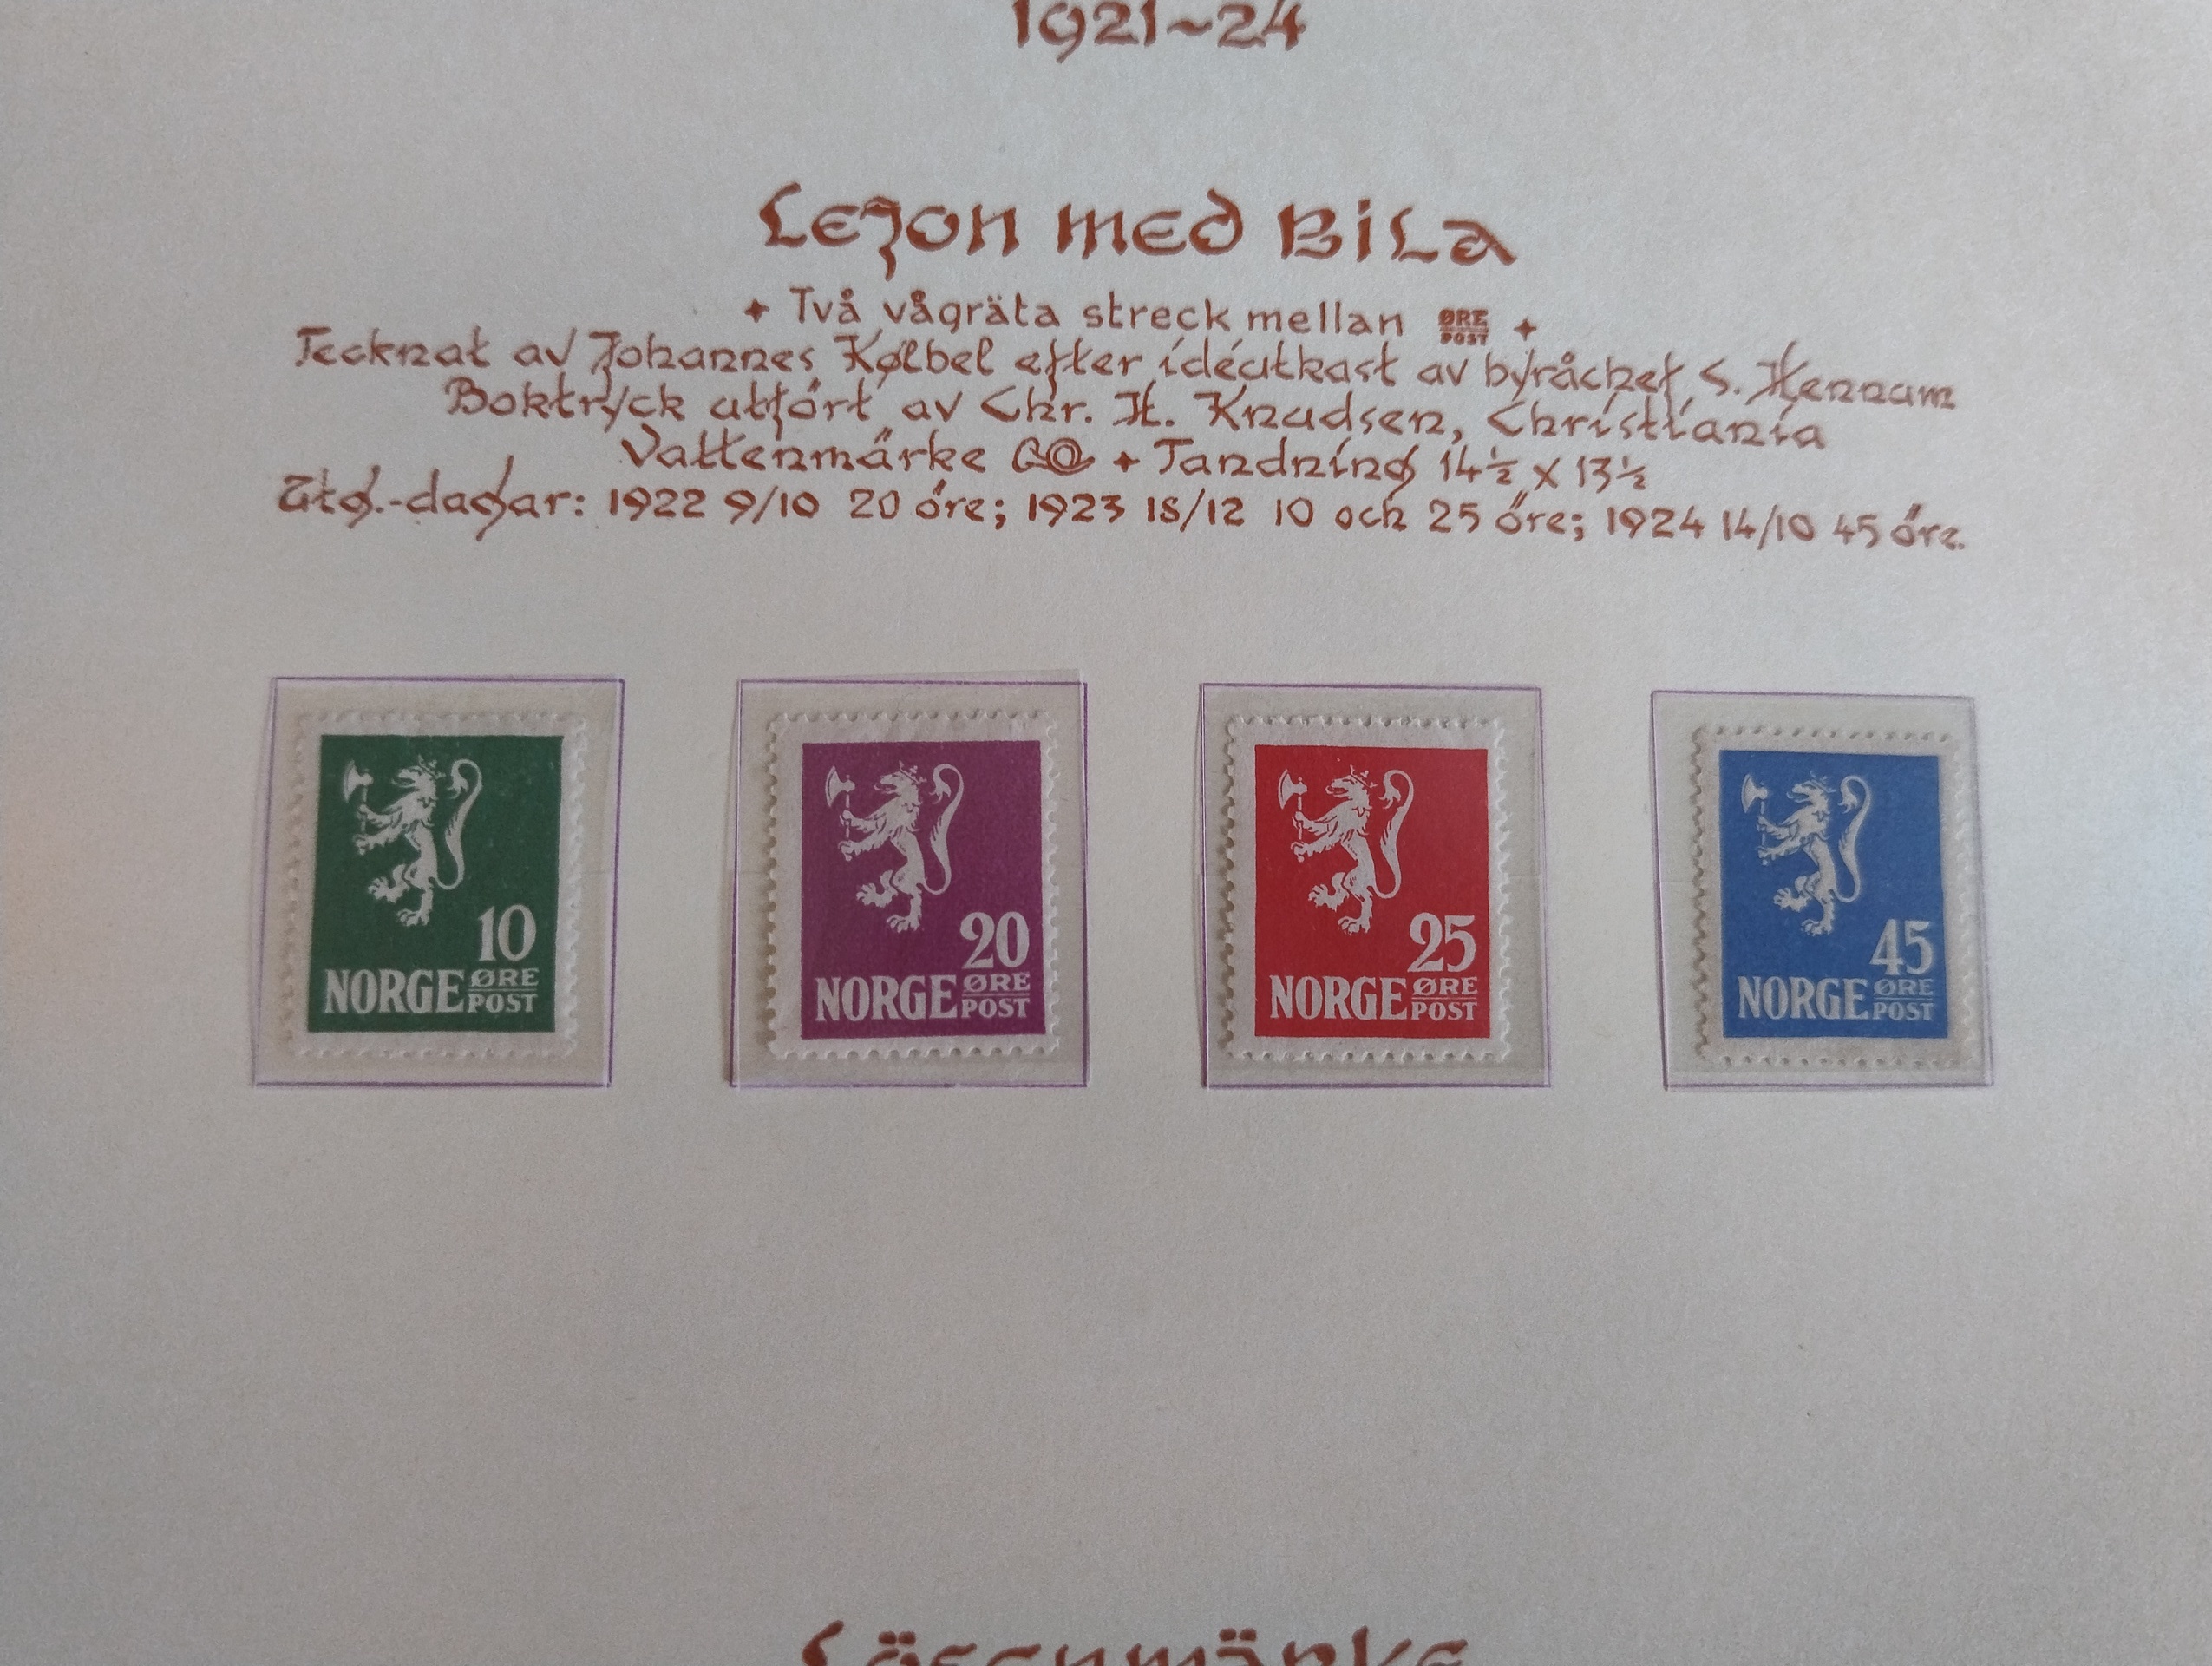 1921~24
Lejon med Bila
+ Två vågräta streck mellan ØRE POST +
Tecknat av Johannes Kølbel efter idéutkast av byråchef S. Hennum
Boktryck utfört av Chr. H. Knudsen, Christiania
Vattenmärke + Tandning 14½ x 13½
Utg.-dagar: 1922 9/10 20 öre; 1923 18/12 10 och 25 öre; 1924 14/10 45 öre.
10
NORGE ØRE POST
20
NORGE ØRE POST
25
NORGE ØRE POST
45
NORGE ØRE POST
Lösenmärke